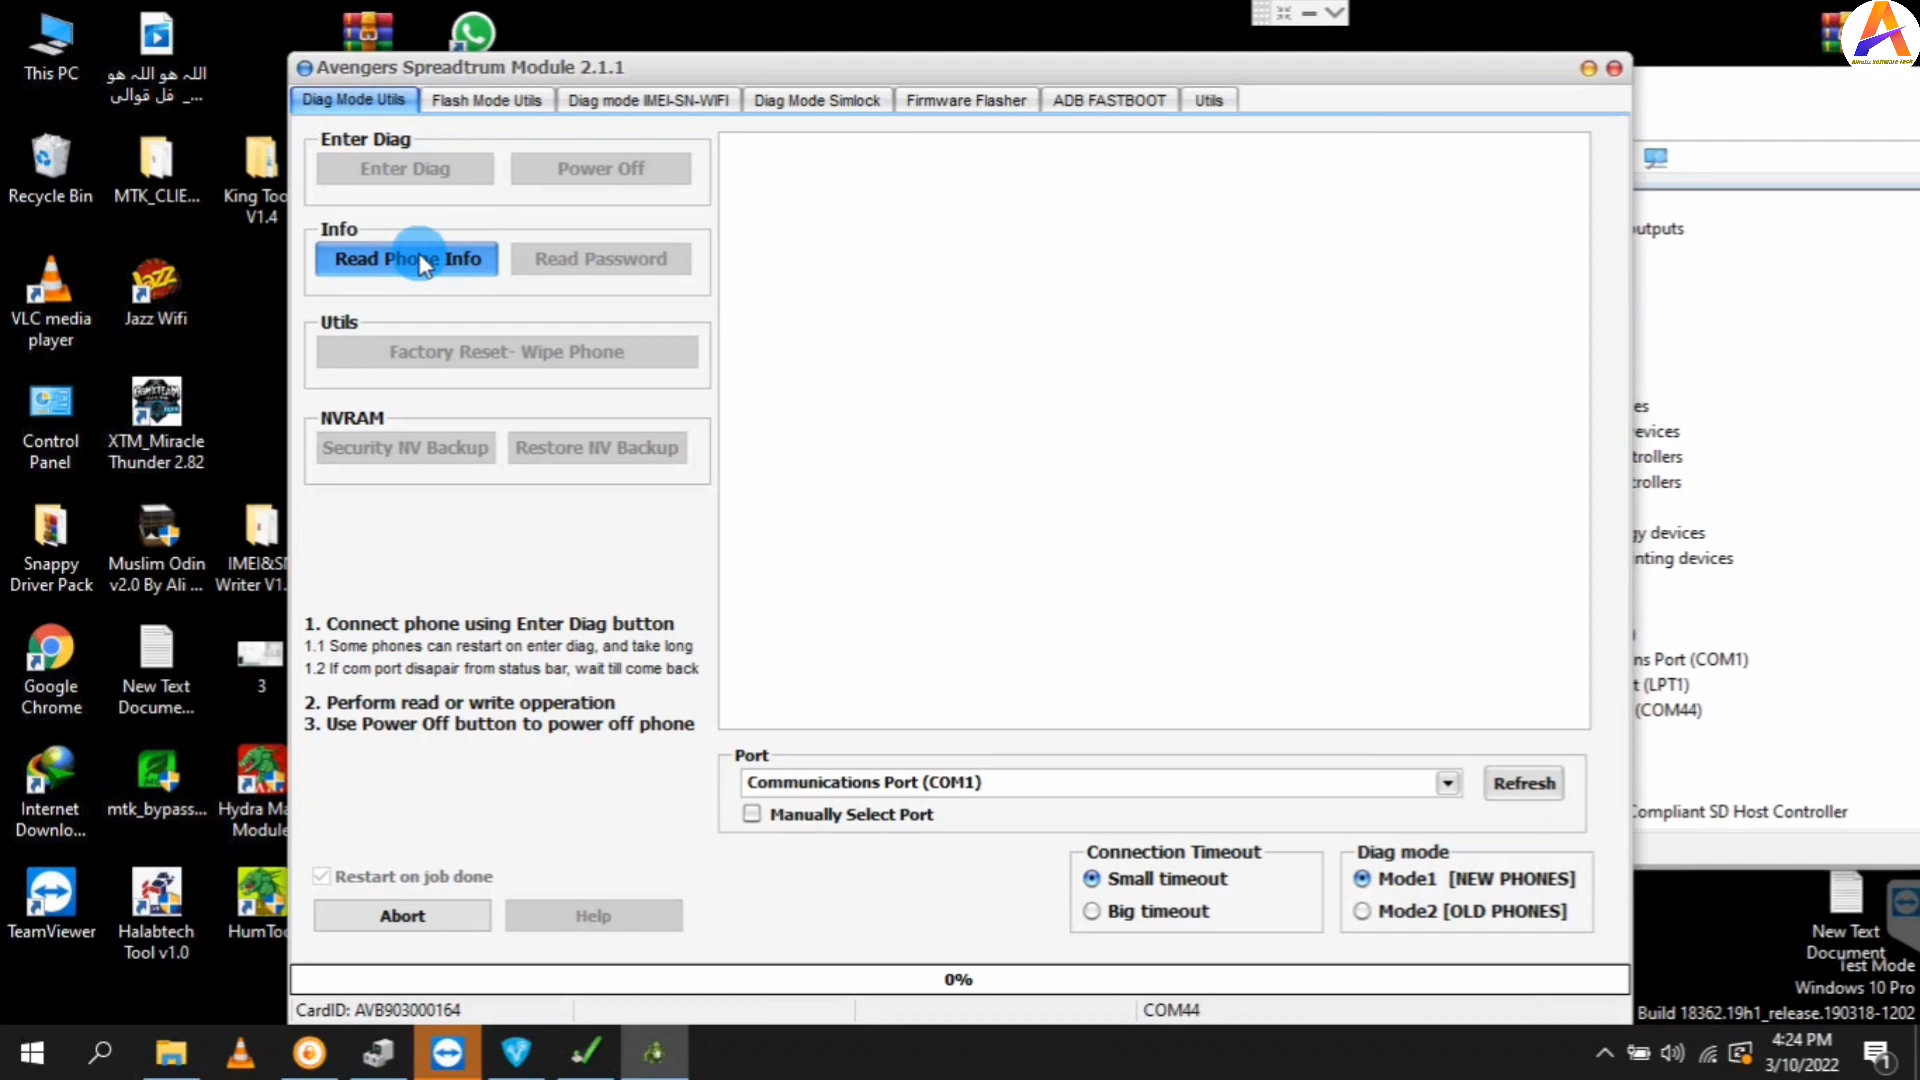 This PC
اللہ هو اللہ هو
_ فل قوالی ...
Avengers Spreadtrum Module 2.1.1
Diag Mode Utils
Flash Mode Utils
Diag mode IMEI-SN-WIFI
Diag Mode Simlock
Firmware Flasher
ADB FASTBOOT
Utils
Enter Diag
Enter Diag
Power Off
Info
Read Phone Info
Read Password
Utils
Factory Reset- Wipe Phone
NVRAM
Security NV Backup
Restore NV Backup
1. Connect phone using Enter Diag button
1.1 Some phones can restart on enter diag, and take long
1.2 If com port disapair from status bar, wait till come back
2. Perform read or write opperation
3. Use Power Off button to power off phone
Port
Communications Port (COM1)
Refresh
Manually Select Port
Connection Timeout
Small timeout
Big timeout
Diag mode
Mode1 [NEW PHONES]
Mode2 [OLD PHONES]
Restart on job done
Abort
Help
0%
CardID: AVB903000164
COM44
Recycle Bin
MTK_CLIE...
King Too
V1.4
VLC media
player
Jazz Wifi
Control
Panel
XTM_Miracle
Thunder 2.82
Snappy
Driver Pack
Muslim Odin
v2.0 By Ali ...
IMEI&S
Writer V1.
Google
Chrome
New Text
Docume...
3
Internet
Downlo...
mtk_bypass...
Hydra Ma
Module
TeamViewer
Halabtech
Tool v1.0
HumToo
utputs
es
evices
trollers
trollers
gy devices
inting devices
ns Port (COM1)
t (LPT1)
(COM44)
Compliant SD Host Controller
New Text
Document
Test Mode
Windows 10 Pro
Build 18362.19h1_release.190318-1202
4:24 PM
3/10/2022
1